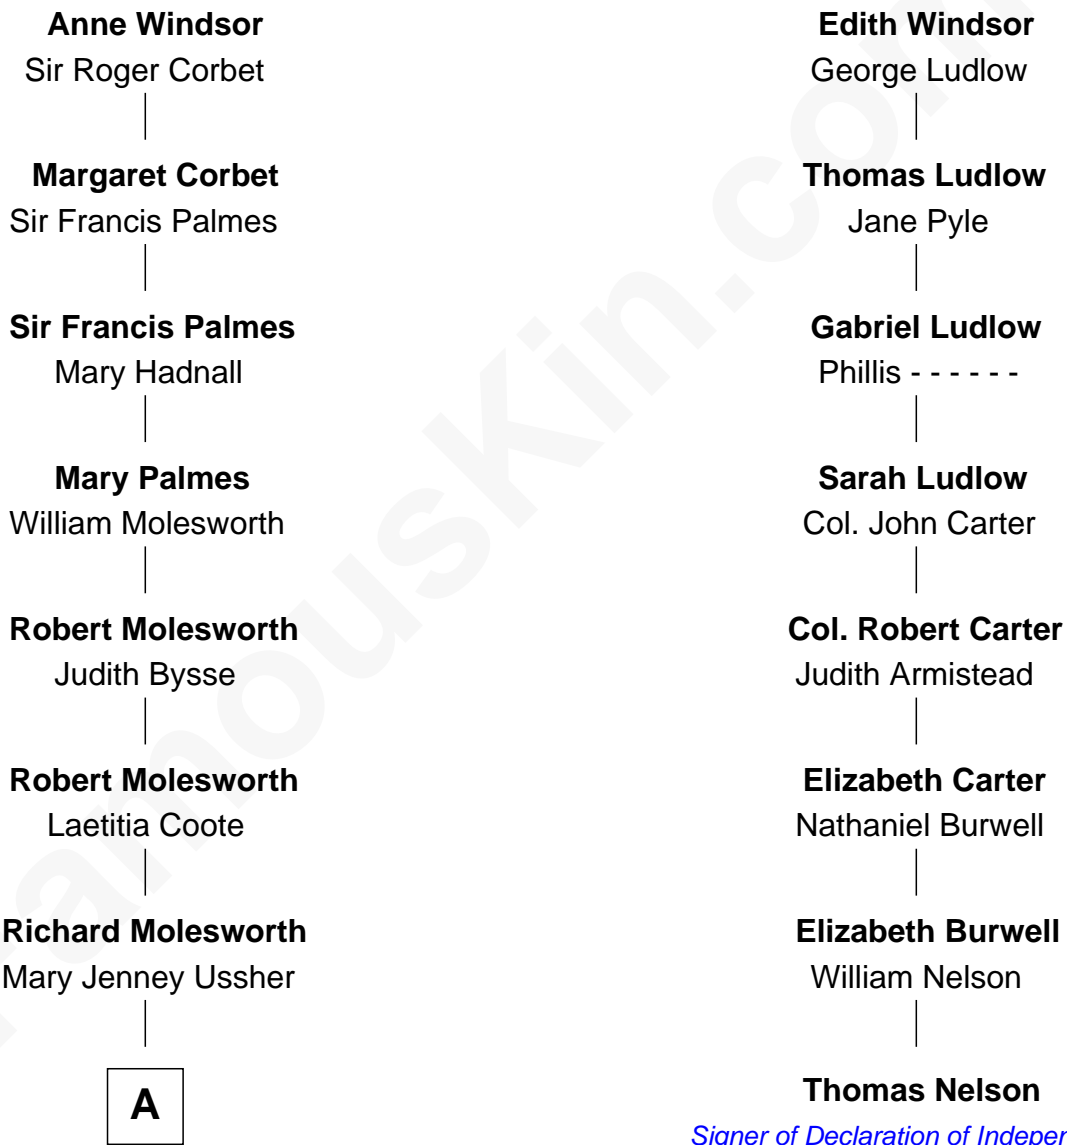 Anne Windsor
Sir Roger Corbet
Margaret Corbet
Sir Francis Palmes
Sir Francis Palmes
Mary Hadnall
Mary Palmes
William Molesworth
Robert Molesworth
Judith Bysse
Robert Molesworth
Laetitia Coote
Richard Molesworth
Mary Jenney Ussher
A
Edith Windsor
George Ludlow
Thomas Ludlow
Jane Pyle
Gabriel Ludlow
Phillis - - - - - -
Sarah Ludlow
Col. John Carter
Col. Robert Carter
Judith Armistead
Elizabeth Carter
Nathaniel Burwell
Elizabeth Burwell
William Nelson
Thomas Nelson
Signer of Declaration of Indeper
FamousKin.com